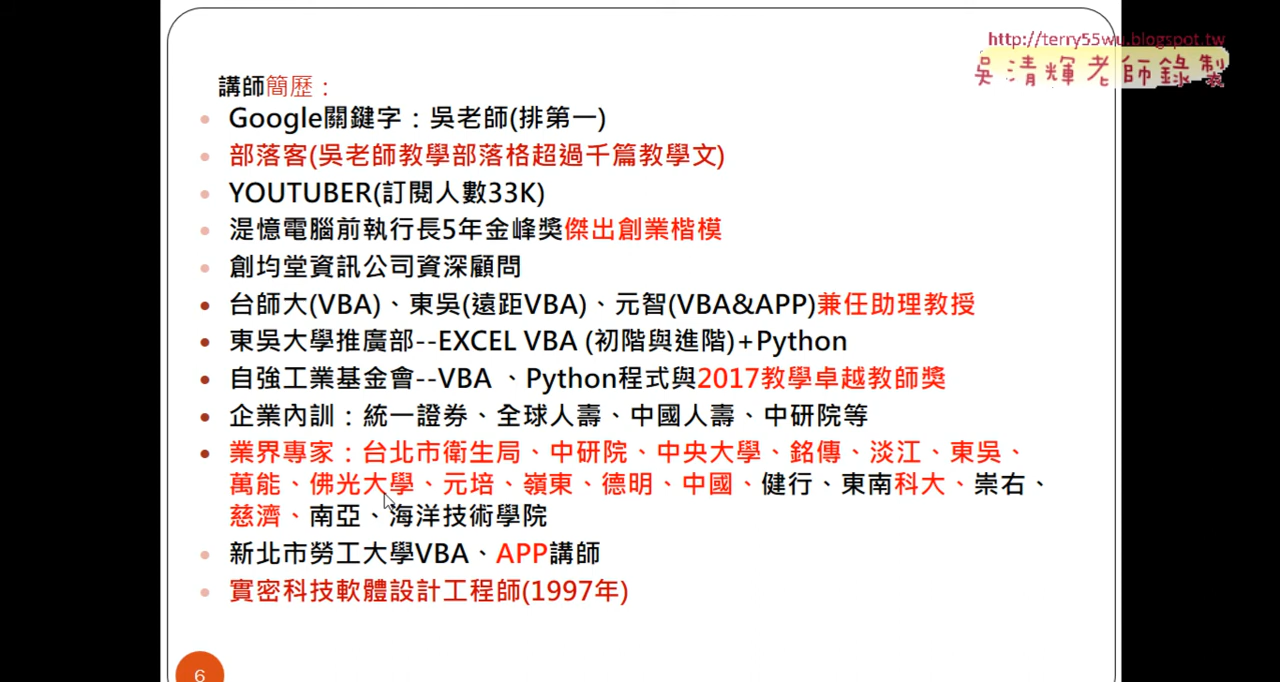 http://terry55wu.blogspot.tw
吳清輝老師錄製
講師簡歷：
Google關鍵字：吳老師(排第一)
部落客(吳老師教學部落格超過千篇教學文)
YOUTUBER(訂閱人數33K)
湜憶電腦前執行長5年金峰獎傑出創業楷模
創均堂資訊公司資深顧問
台師大(VBA)、東吳(遠距VBA)、元智(VBA&APP)兼任助理教授
東吳大學推廣部--EXCEL VBA (初階與進階)+Python
自強工業基金會--VBA 、Python程式與2017教學卓越教師獎
企業內訓：統一證券、全球人壽、中國人壽、中研院等
業界專家：台北市衛生局、中研院、中央大學、銘傳、淡江、東吳、
萬能、佛光大學、元培、嶺東、德明、中國、健行、東南科大、崇右、
慈濟、南亞、海洋技術學院
新北市勞工大學VBA、APP講師
實密科技軟體設計工程師(1997年)
6